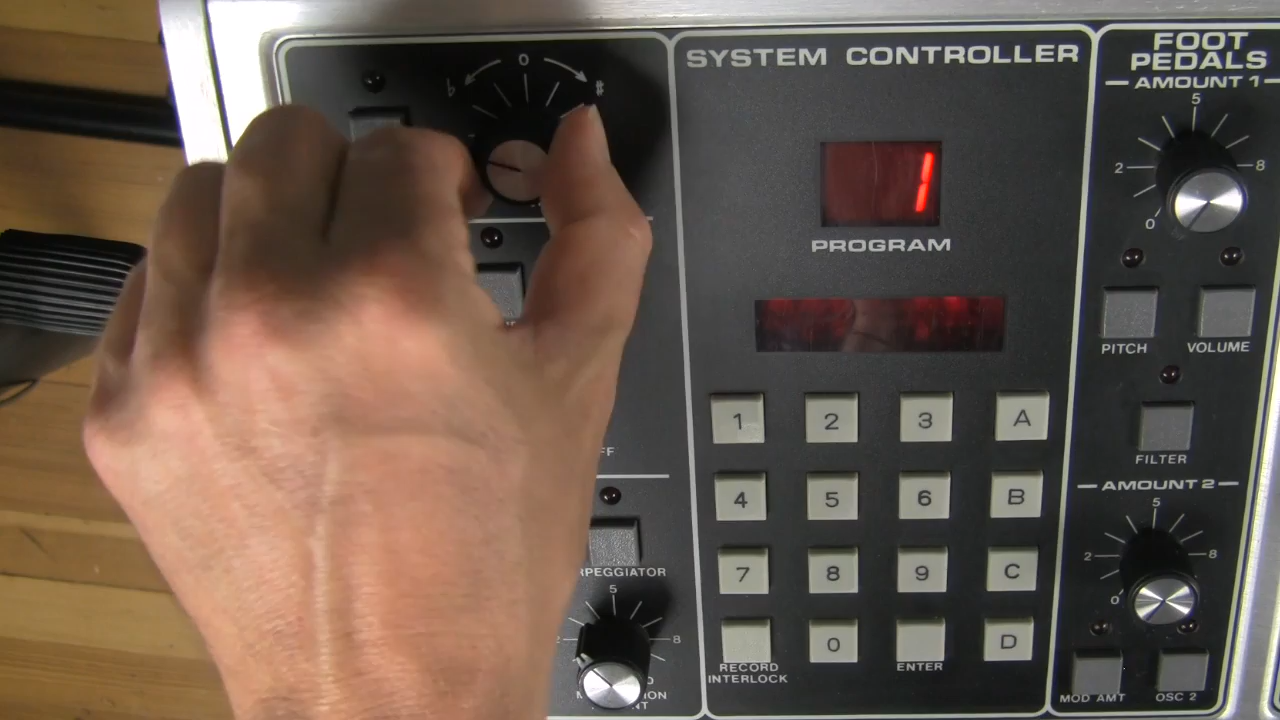 ♭ 0 ♯
SYSTEM CONTROLLER
1
PROGRAM
1 2 3 A
4 5 6 B
7 8 9 C
0 D
RECORD
INTERLOCK
ENTER
FOOT
PEDALS
AMOUNT 1
5
2 8
0
PITCH VOLUME
FILTER
AMOUNT 2
5
2 8
0
MOD AMT OSC 2
FF
RPEGGIATOR
5
2 8